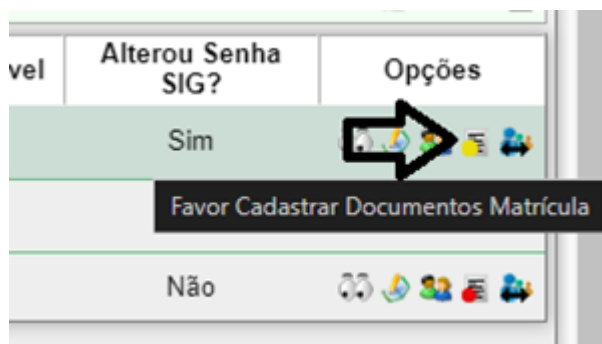 vel
Alterou Senha
SIG?
Opções
Sim
Favor Cadastrar Documentos Matrícula
Não